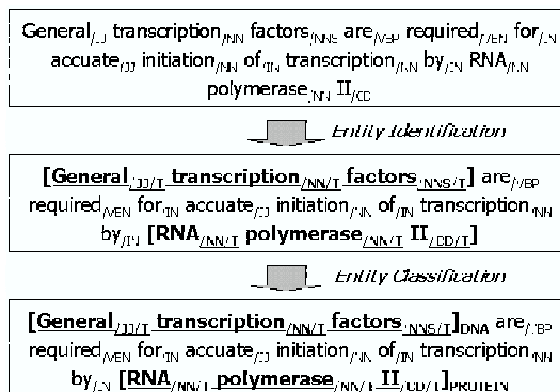 General/JJ transcription/NN factors/NNS are/VBP required/VEN for/IN
accuate/JJ initiation/NN of/IN transcription/NN by/IN RNA/NN
polymerase/NN II/CD
Entity Identification
[General/JJ/T transcription/NN/T factors/NNS/T] are/VBP
required/VEN for/IN accuate/JJ initiation/NN of/IN transcription/NN
by/IN [RNA/NN/T polymerase/NN/T II/CD/T]
Entity Classification
[General/JJ/T transcription/NN/T factors/NNS/T]DNA are/VBP
required/VEN for/IN accuate/JJ initiation/NN of/IN transcription/NN
by/IN [RNA/NN/T polymerase/NN/T II/CD/T]PROTEIN